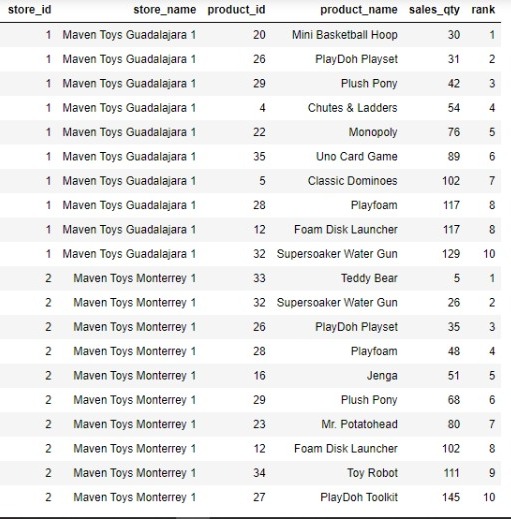 store_id store_name product_id product_name sales_qty rank
1 Maven Toys Guadalajara 1 20 Mini Basketball Hoop 30 1
1 Maven Toys Guadalajara 1 26 PlayDoh Playset 31 2
1 Maven Toys Guadalajara 1 29 Plush Pony 42 3
1 Maven Toys Guadalajara 1 4 Chutes & Ladders 54 4
1 Maven Toys Guadalajara 1 22 Monopoly 76 5
1 Maven Toys Guadalajara 1 35 Uno Card Game 89 6
1 Maven Toys Guadalajara 1 5 Classic Dominoes 102 7
1 Maven Toys Guadalajara 1 28 Playfoam 117 8
1 Maven Toys Guadalajara 1 12 Foam Disk Launcher 117 8
1 Maven Toys Guadalajara 1 32 Supersoaker Water Gun 129 10
2 Maven Toys Monterrey 1 33 Teddy Bear 5 1
2 Maven Toys Monterrey 1 32 Supersoaker Water Gun 26 2
2 Maven Toys Monterrey 1 26 PlayDoh Playset 35 3
2 Maven Toys Monterrey 1 28 Playfoam 48 4
2 Maven Toys Monterrey 1 16 Jenga 51 5
2 Maven Toys Monterrey 1 29 Plush Pony 68 6
2 Maven Toys Monterrey 1 23 Mr. Potatohead 80 7
2 Maven Toys Monterrey 1 12 Foam Disk Launcher 102 8
2 Maven Toys Monterrey 1 34 Toy Robot 111 9
2 Maven Toys Monterrey 1 27 PlayDoh Toolkit 145 10